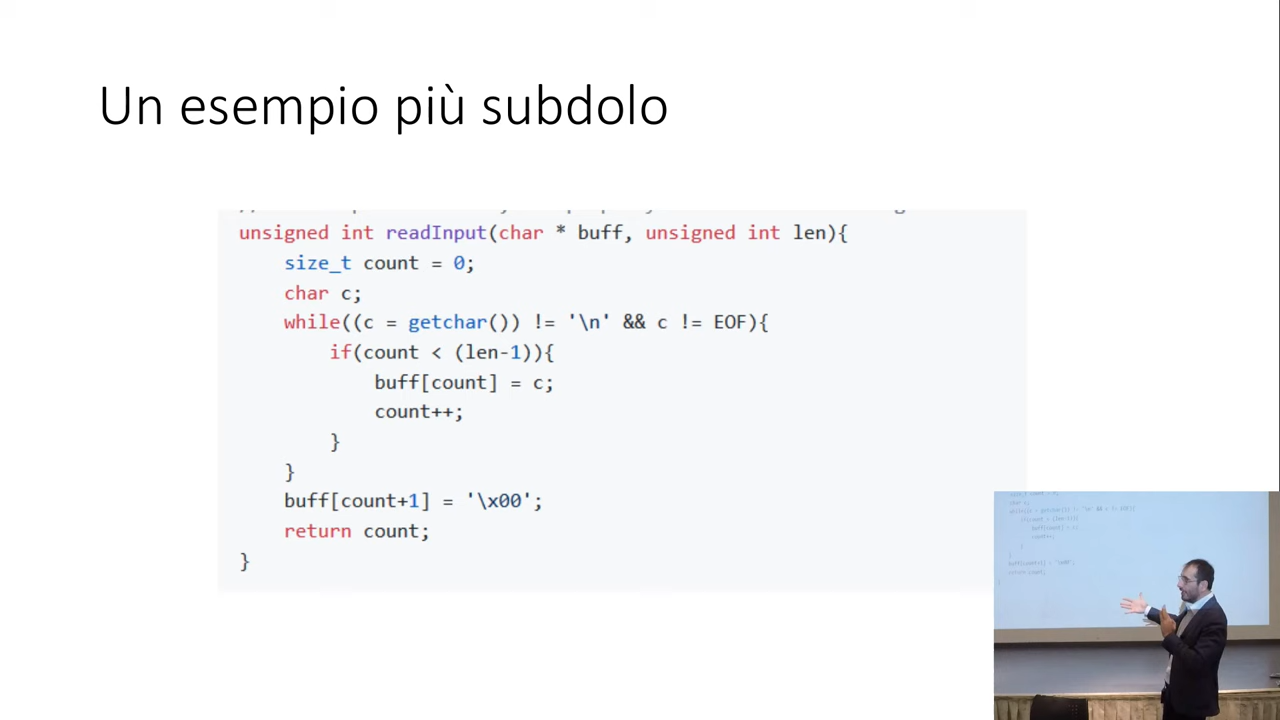 Un esempio più subdolo
unsigned int readInput(char * buff, unsigned int len){
size_t count = 0;
char c;
while((c = getchar()) != '\n' && c != EOF){
if(count < (len-1)){
buff[count] = c;
count++;
}
}
buff[count+1] = '\x00';
return count;
}